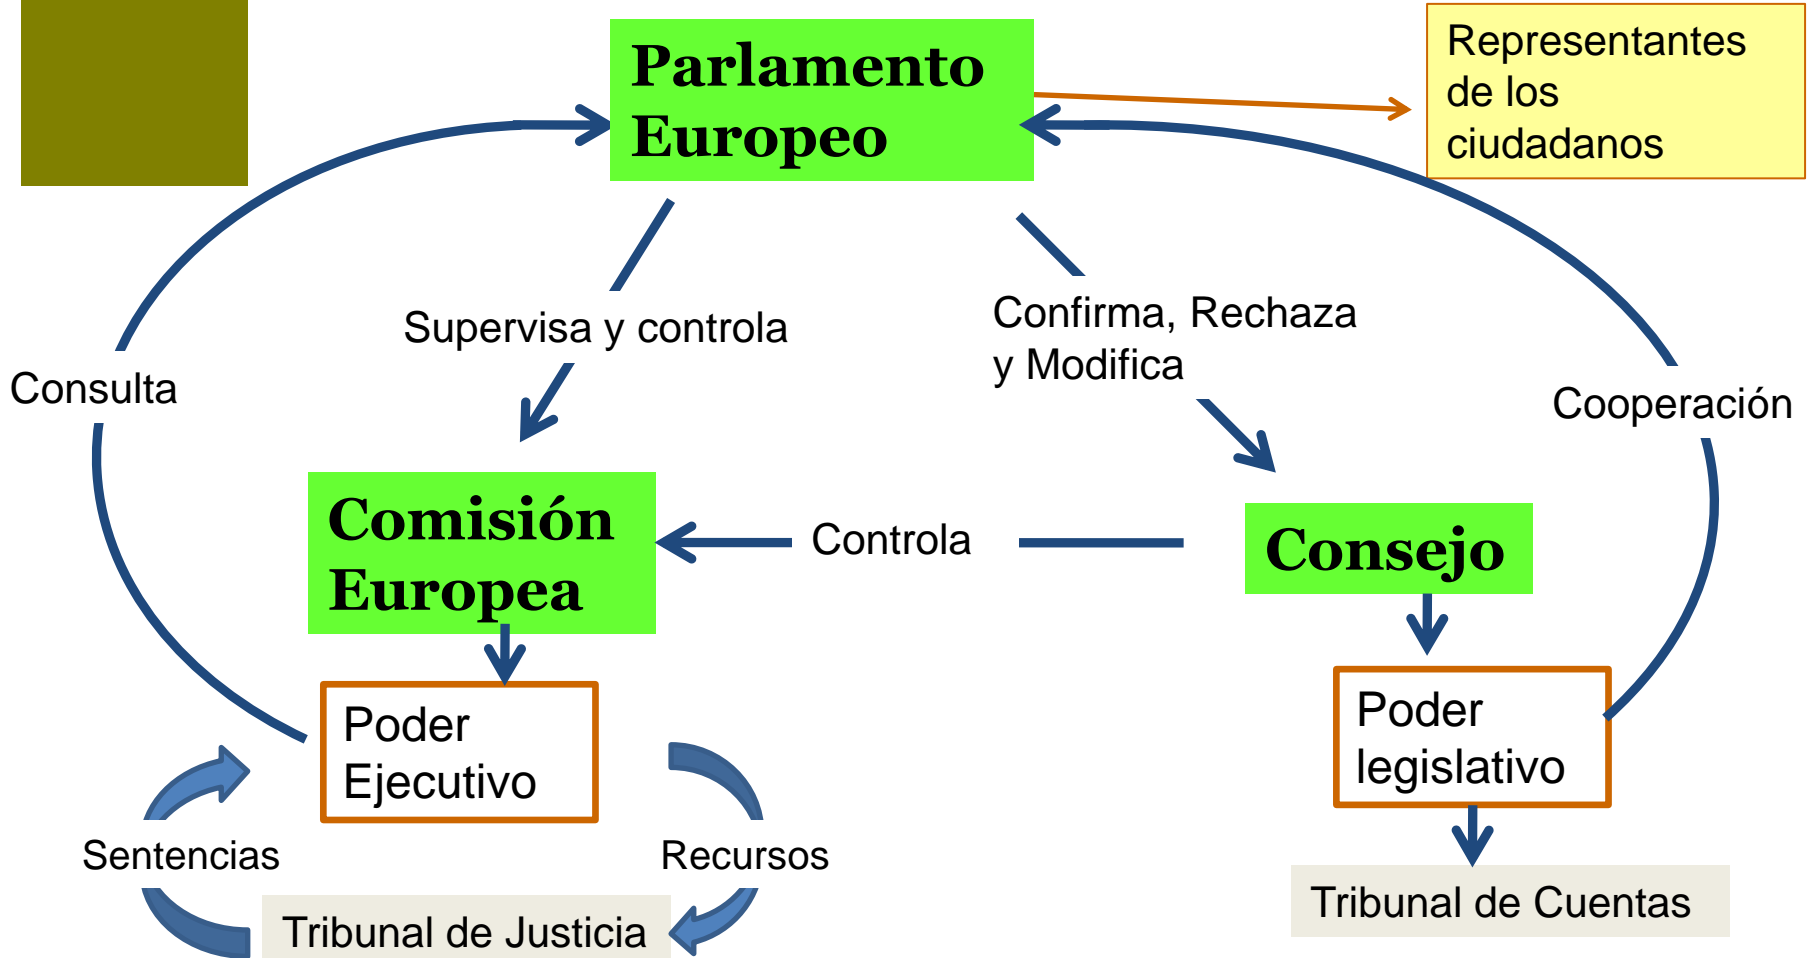 Parlamento
Europeo
Representantes
de los
ciudadanos
Supervisa y controla
Confirma, Rechaza
y Modifica
Consulta
Cooperación
Comisión
Europea
Controla
Consejo
Poder
Ejecutivo
Poder
legislativo
Sentencias
Recursos
Tribunal de Justicia
Tribunal de Cuentas